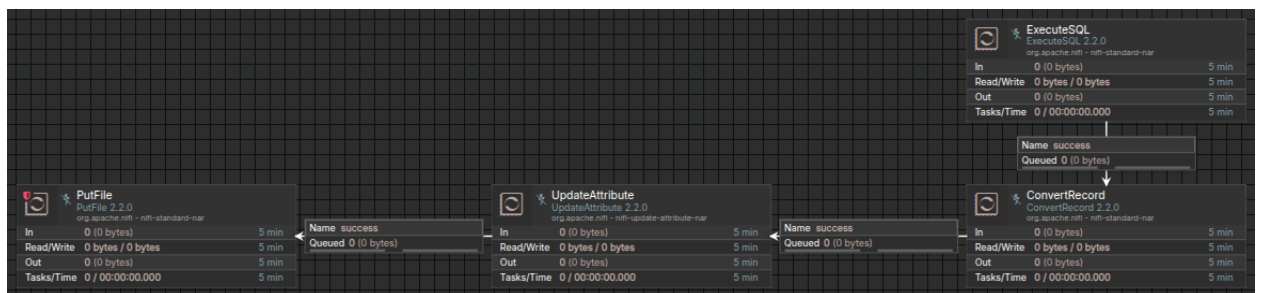 ExecuteSQL
ExecuteSQL 2.2.0
org.apache.nifi - nifi-standard-nar
In 0 (0 bytes) 5 min
Read/Write 0 bytes / 0 bytes 5 min
Out 0 (0 bytes) 5 min
Tasks/Time 0 / 00:00:00.000 5 min
Name success
Queued 0 (0 bytes)
PutFile
PutFile 2.2.0
org.apache.nifi - nifi-standard-nar
In 0 (0 bytes) 5 min
Read/Write 0 bytes / 0 bytes 5 min
Out 0 (0 bytes) 5 min
Tasks/Time 0 / 00:00:00.000 5 min
Name success
Queued 0 (0 bytes)
UpdateAttribute
UpdateAttribute 2.2.0
org.apache.nifi - nifi-update-attribute-nar
In 0 (0 bytes) 5 min
Read/Write 0 bytes / 0 bytes 5 min
Out 0 (0 bytes) 5 min
Tasks/Time 0 / 00:00:00.000 5 min
Name success
Queued 0 (0 bytes)
ConvertRecord
ConvertRecord 2.2.0
org.apache.nifi - nifi-standard-nar
In 0 (0 bytes) 5 min
Read/Write 0 bytes / 0 bytes 5 min
Out 0 (0 bytes) 5 min
Tasks/Time 0 / 00:00:00.000 5 min